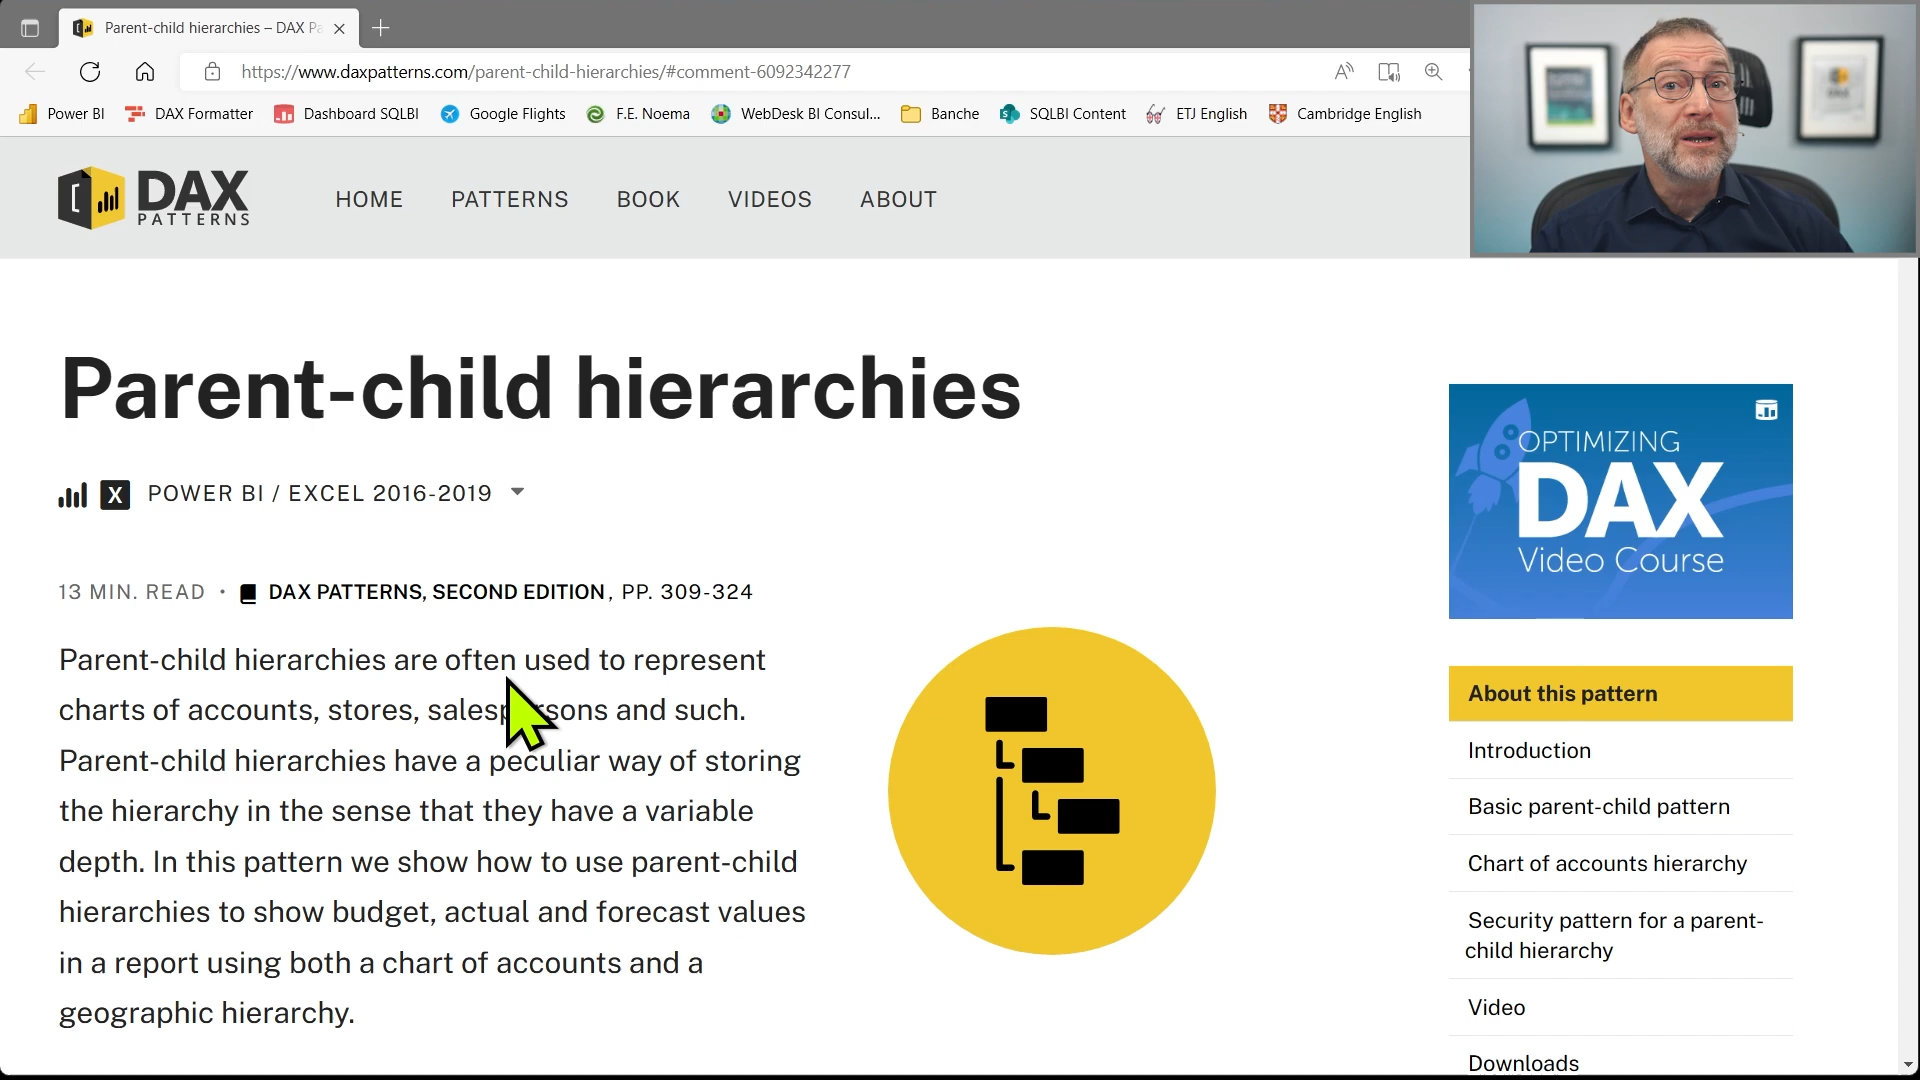 Parent-child hierarchies – DAX Pa
https://www.daxpatterns.com/parent-child-hierarchies/#comment-6092342277
Power BI
DAX Formatter
Dashboard SQLBI
Google Flights
F.E. Noema
WebDesk BI Consul...
Banche
SQLBI Content
ETJ English
Cambridge English
DAX
PATTERNS
HOME
PATTERNS
BOOK
VIDEOS
ABOUT
Parent-child hierarchies
X
POWER BI / EXCEL 2016-2019
13 MIN. READ • DAX PATTERNS, SECOND EDITION, PP. 309-324
Parent-child hierarchies are often used to represent
charts of accounts, stores, salespersons and such.
Parent-child hierarchies have a peculiar way of storing
the hierarchy in the sense that they have a variable
depth. In this pattern we show how to use parent-child
hierarchies to show budget, actual and forecast values
in a report using both a chart of accounts and a
geographic hierarchy.
OPTIMIZING
DAX
Video Course
About this pattern
Introduction
Basic parent-child pattern
Chart of accounts hierarchy
Security pattern for a parent-
child hierarchy
Video
Downloads